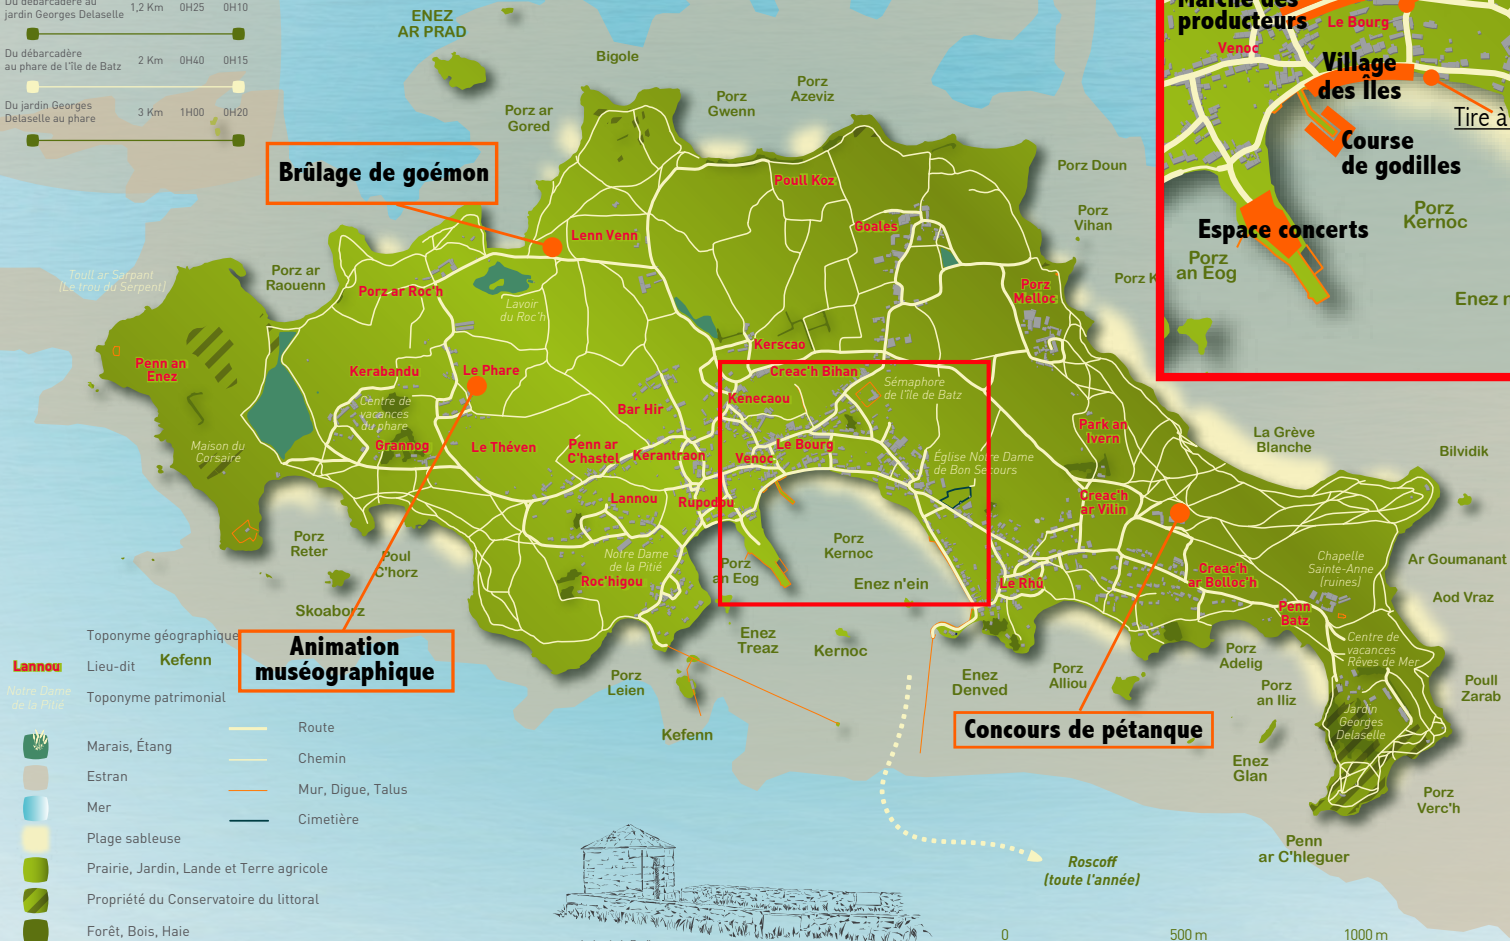 Du débarcadère au
jardin Georges Delaselle
1,2 Km 0H25 0H10
Du débarcadère
au phare de l'île de Batz
2 Km 0H40 0H15
Du jardin Georges
Delaselle au phare
3 Km 1H00 0H20
ENEZ
AR PRAD
Bigole
Porz ar
Gored
Porz
Gwenn
Porz
Azeviz
Porz Doun
Porz
Vihan
Porz K
Brûlage de goémon
Poull Koz
Goales
Lenn Venn
Toull ar Sarpant
(Le trou du Serpent)
Porz ar
Raouenn
Porz ar Roc'h
Lavoir
du Roc'h
Porz
Melloc
Penn an
Enez
Kerabandu
Le Phare
Kerscao
Creac'h Bihan
Sémaphore
de l'île de Batz
Centre de
vacances
du phare
Bar Hir
Kenecaou
Maison du
Corsaire
Grannog
Le Théven
Penn ar
C'hastel
Kerantraon
Venoc
Le Bourg
Park an
Ivern
La Grève
Blanche
Bilvidik
Église Notre Dame
de Bon Secours
Lannou
Rupodou
Creac'h
ar Vilin
Porz
Reter
Poul
C'horz
Notre Dame
de la Pitié
Roc'higou
Porz
an Eog
Porz
Kernoc
Enez n'ein
Le Rhû
Creac'h
ar Bolloc'h
Chapelle
Sainte-Anne
(ruines)
Ar Goumanant
Aod Vraz
Penn
Batz
Skoaborz
Animation
muséographique
Enez
Treaz
Kernoc
Porz
Leien
Kefenn
Enez
Denved
Porz
Alliou
Concours de pétanque
Porz
Adelig
Porz
an Iliz
Enez
Glan
Centre de
vacances
Rêves de Mer
Jardin
Georges
Delaselle
Poull
Zarab
Porz
Verc'h
Penn
ar C'hleguer
Roscoff
(toute l'année)
Kefenn
Toponyme géographique
Lannou
Lieu-dit
Notre Dame
de la Pitié
Toponyme patrimonial
Marais, Étang
Estran
Mer
Plage sableuse
Prairie, Jardin, Lande et Terre agricole
Propriété du Conservatoire du littoral
Forêt, Bois, Haie
Route
Chemin
Mur, Digue, Talus
Cimetière
0 500 m 1000 m
Marché des
producteurs
Le Bourg
Venoc
Village
des Îles
Tire à
Course
de godilles
Espace concerts
Porz
Kernoc
Porz
an Eog
Enez n